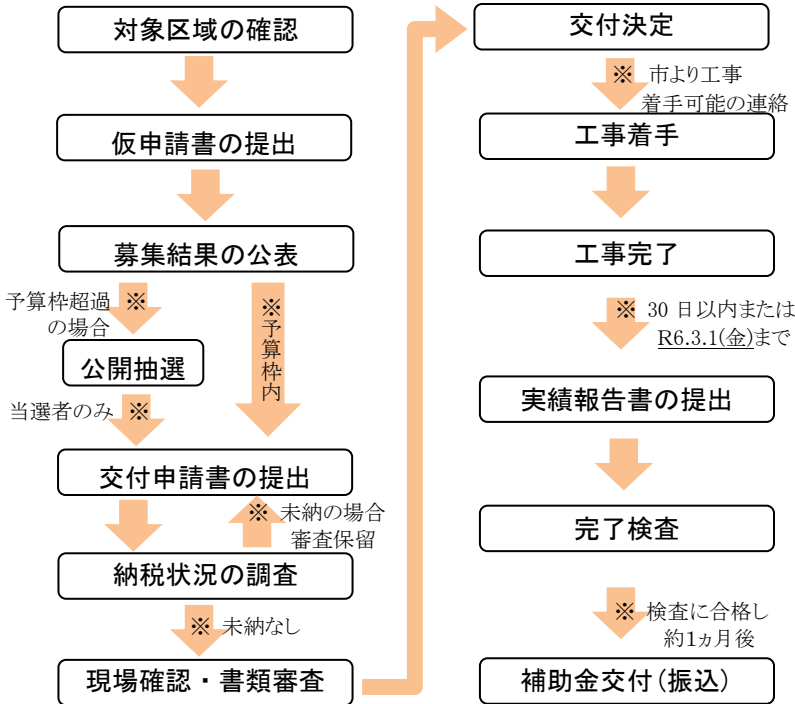 対象区域の確認
仮申請書の提出
募集結果の公表
予算枠超過 ※
の場合
※予算枠内
公開抽選
当選者のみ ※
交付申請書の提出
※ 未納の場合
審査保留
納税状況の調査
※ 未納なし
現場確認・書類審査
交付決定
※ 市より工事
着手可能の連絡
工事着手
工事完了
※ 30 日以内または
R6.3.1(金)まで
実績報告書の提出
完了検査
※ 検査に合格し
約1ヵ月後
補助金交付(振込)